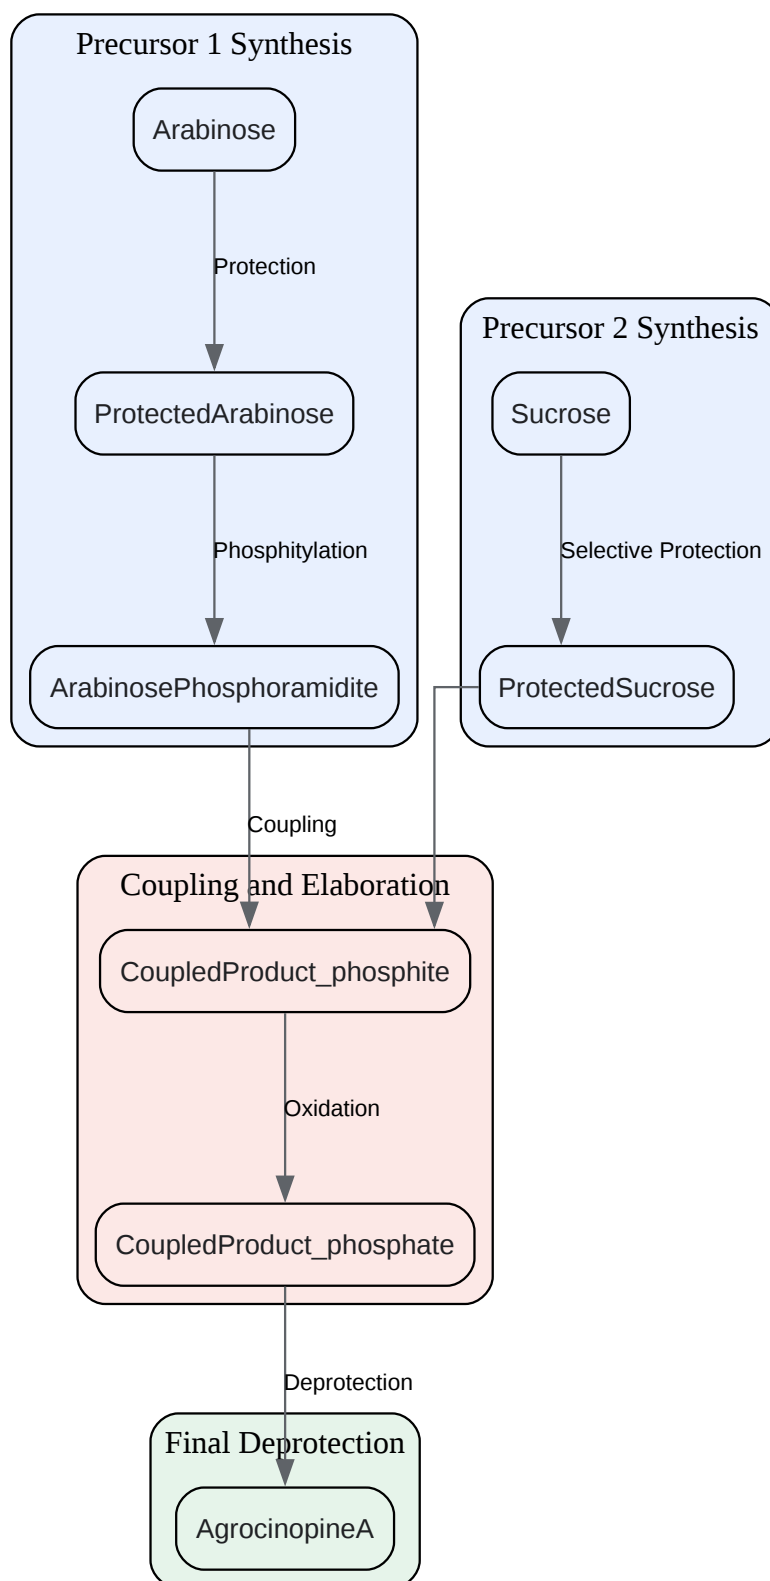 Precursor 1 Synthesis
Arabinose
Protection
ProtectedArabinose
Phosphitylation
ArabinosePhosphoramidite
Precursor 2 Synthesis
Sucrose
Selective Protection
ProtectedSucrose
Coupling
Coupling and Elaboration
CoupledProduct_phosphite
Oxidation
CoupledProduct_phosphate
Deprotection
Final Deprotection
AgrocinopineA